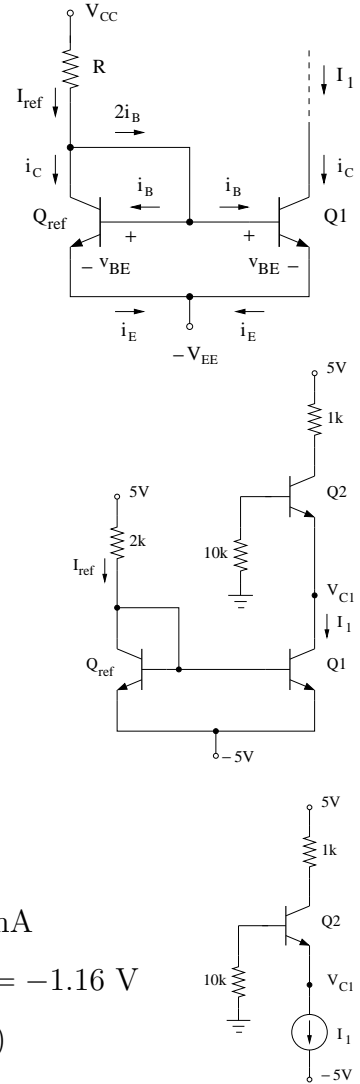 V_CC
R
I_1
I_ref
2i_B
i_C
i_C
i_B
i_B
Q_ref
Q1
+
+
− v_BE
v_BE −
i_E
i_E
−V_EE
5V
1k
Q2
5V
10k
2k
V_C1
I_ref
I_1
Q_ref
Q1
−5V
5V
1k
Q2
mA
10k
= −1.16 V
V_C1
)
I_1
−5V